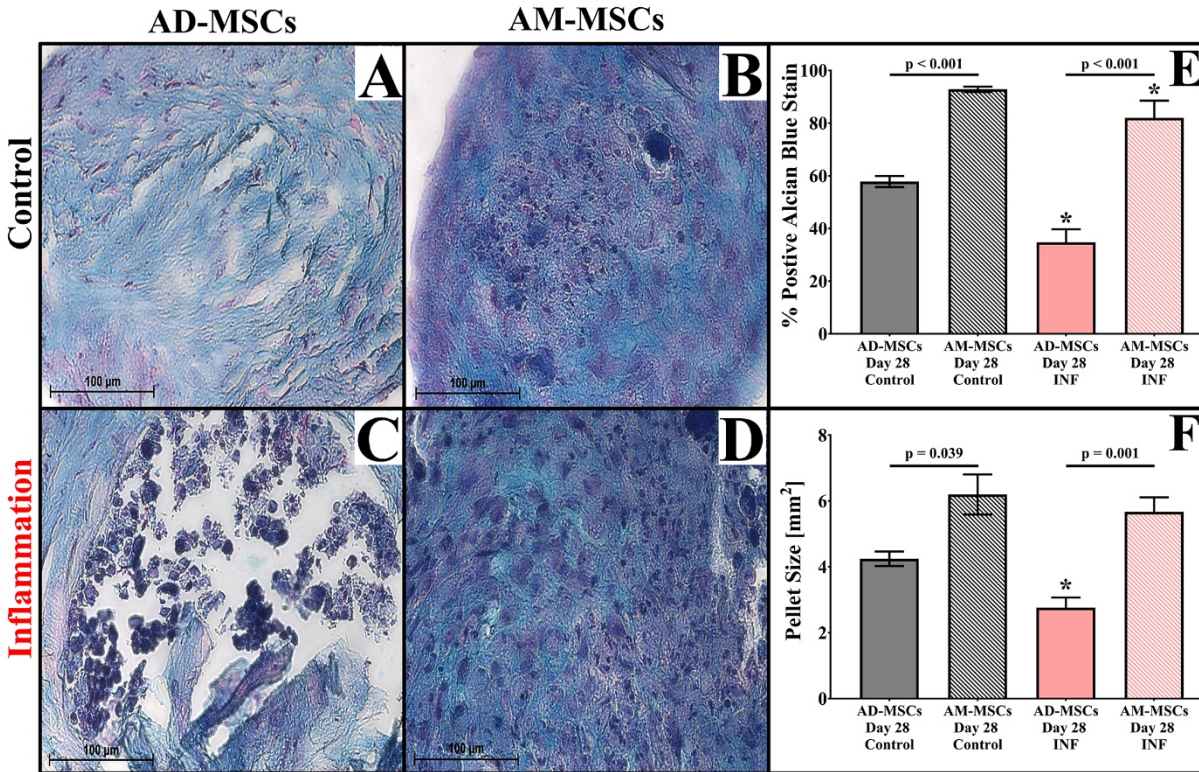 AD-MSCs
AM-MSCs
Control
Inflammation
A
100 µm
B
100 µm
C
100 µm
D
100 µm
E
% Postive Alcian Blue Stain
100
80
60
40
20
0
p < 0.001
p < 0.001
*
*
AD-MSCs
Day 28
Control
AM-MSCs
Day 28
Control
AD-MSCs
Day 28
INF
AM-MSCs
Day 28
INF
F
Pellet Size [mm²]
8
6
4
2
0
p = 0.039
p = 0.001
*
AD-MSCs
Day 28
Control
AM-MSCs
Day 28
Control
AD-MSCs
Day 28
INF
AM-MSCs
Day 28
INF